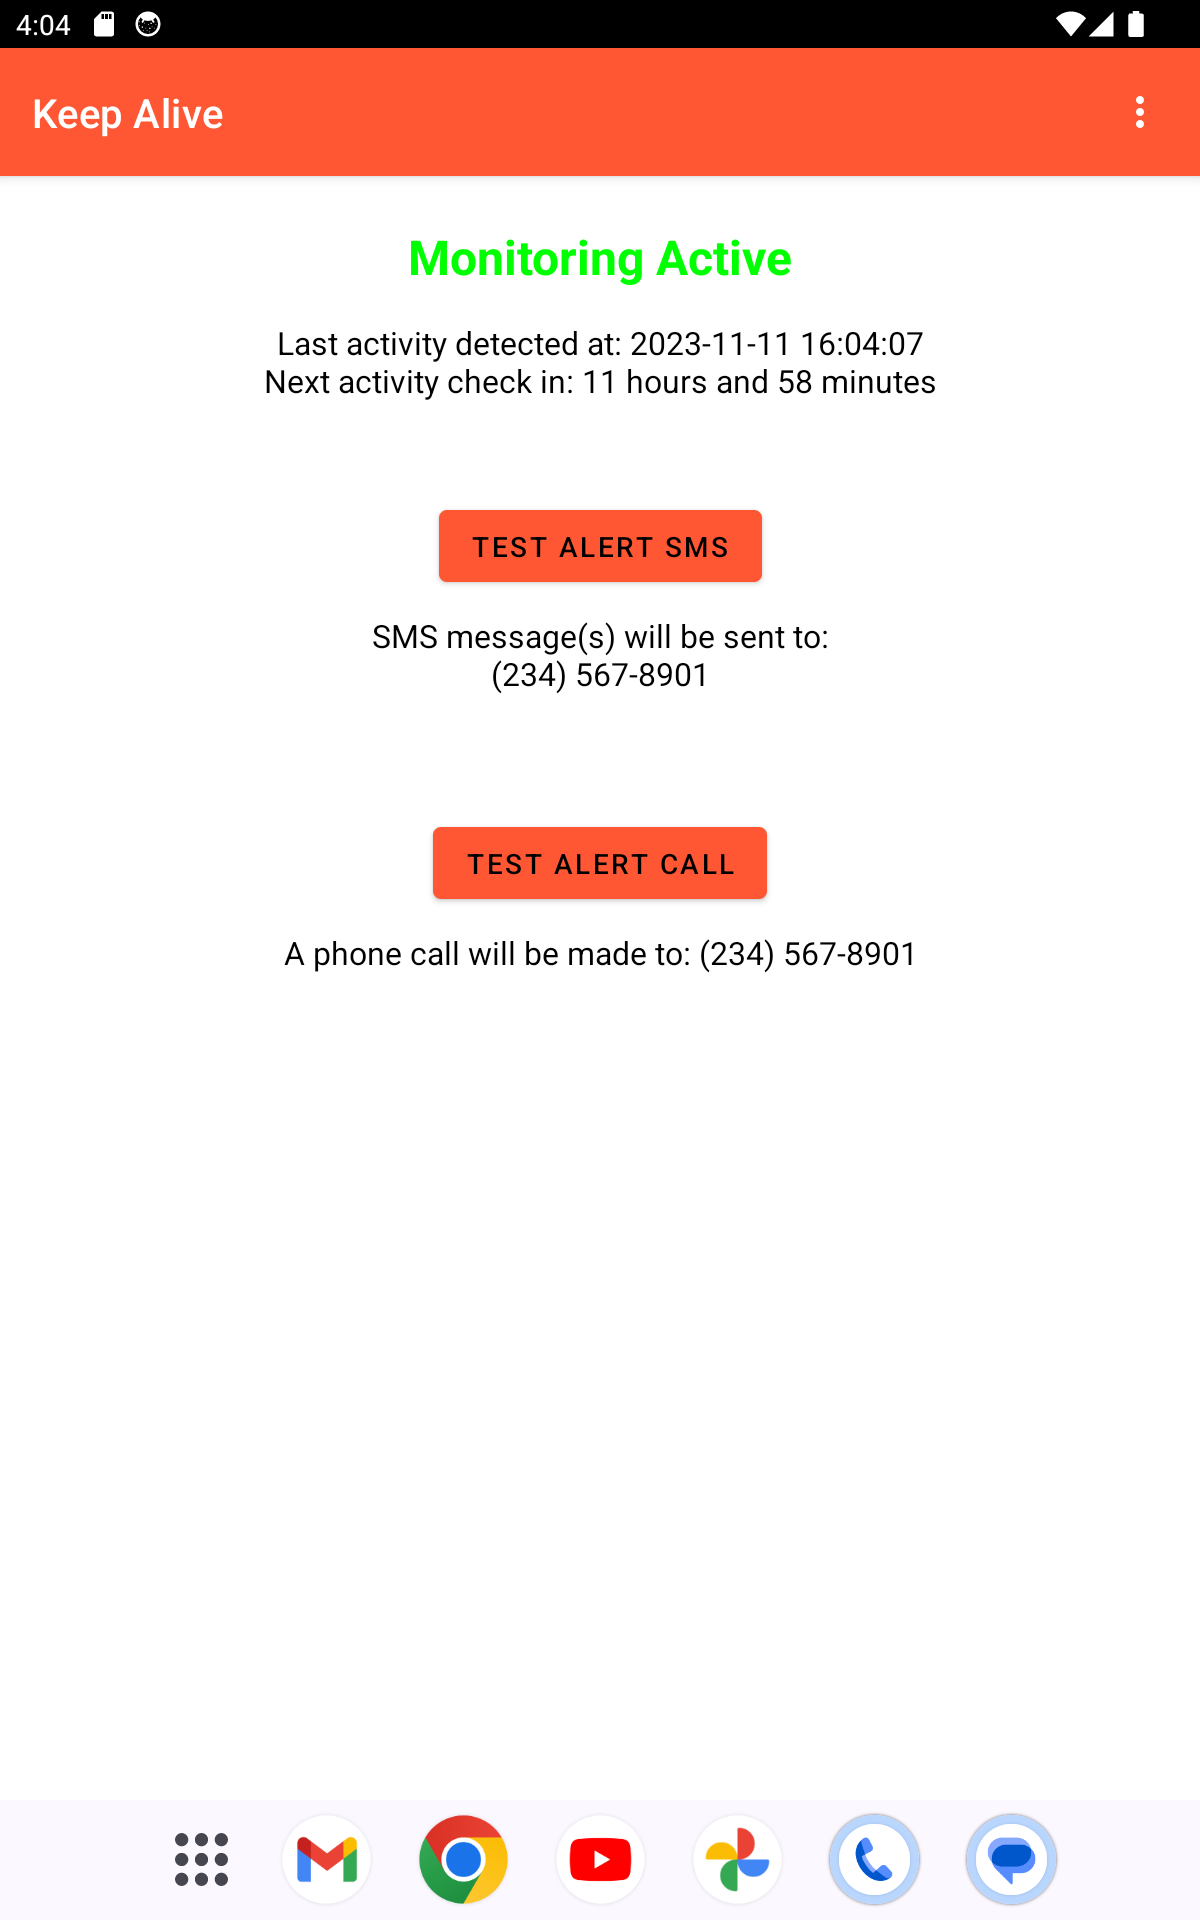 4:04
Keep Alive
Monitoring Active
Last activity detected at: 2023-11-11 16:04:07
Next activity check in: 11 hours and 58 minutes
TEST ALERT SMS
SMS message(s) will be sent to:
(234) 567-8901
TEST ALERT CALL
A phone call will be made to: (234) 567-8901